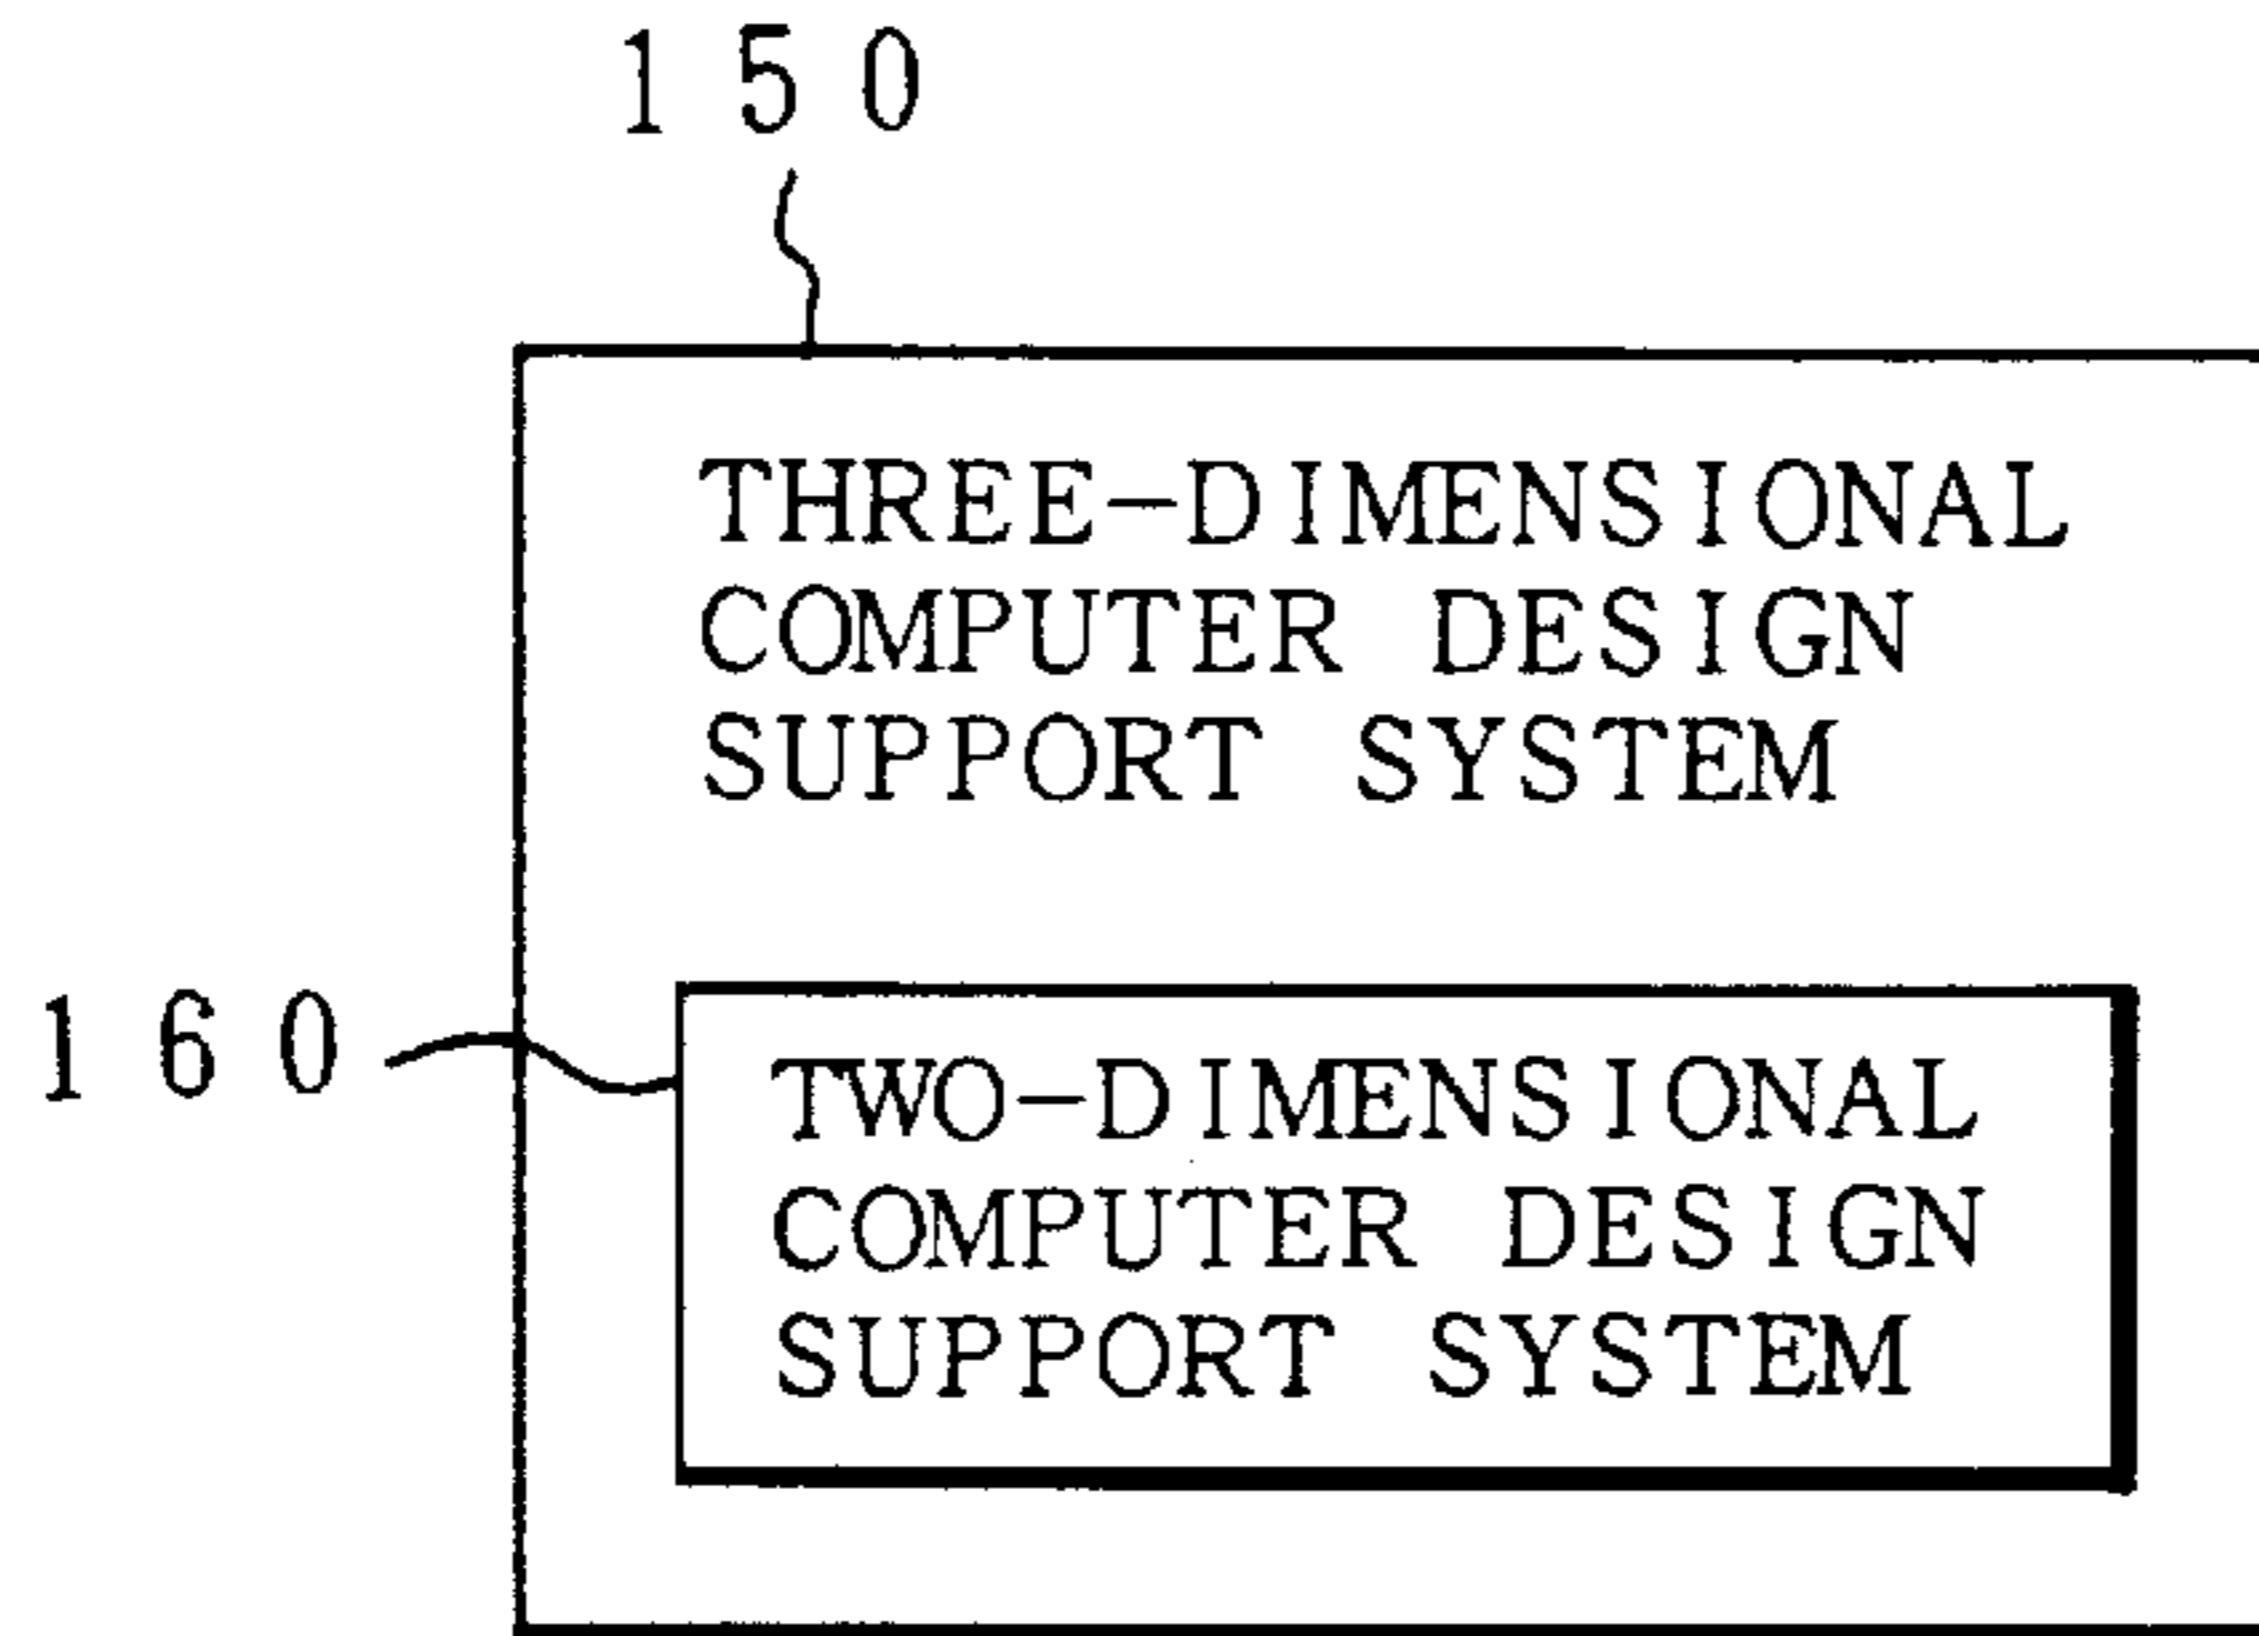 150
THREE-DIMENSIONAL
COMPUTER DESIGN
SUPPORT SYSTEM
160
TWO-DIMENSIONAL
COMPUTER DESIGN
SUPPORT SYSTEM